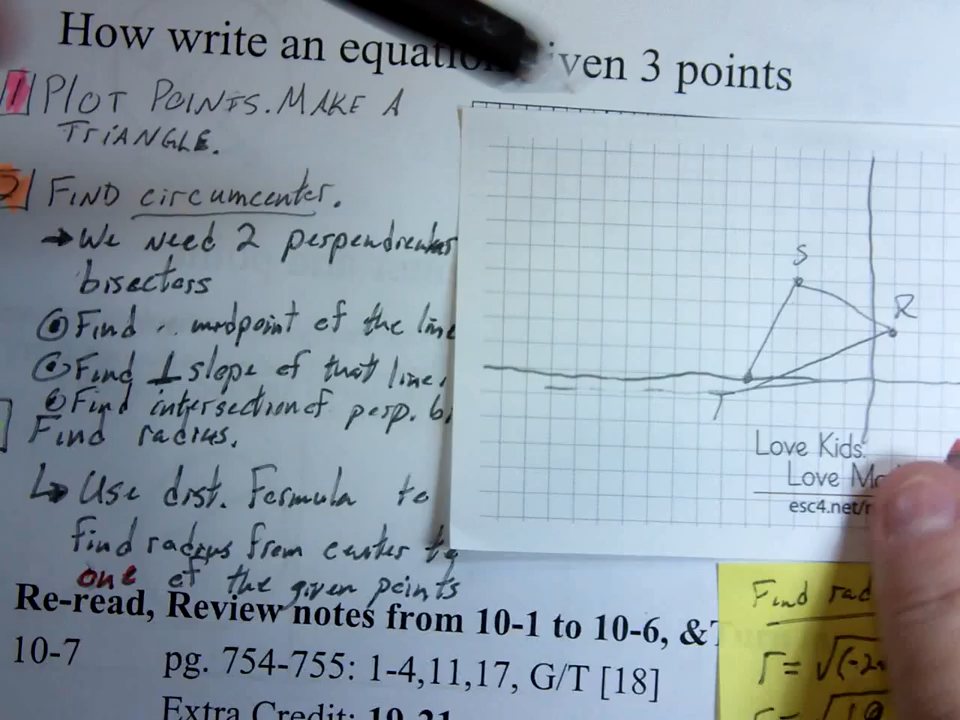 How write an equation iven 3 points
1 PLOT POINTS. MAKE A
TRIANGLE.
2 FIND circumcenter.
→ We need 2 perpendicular
bisectors
Find midpoint of the line
Find ⊥ slope of that line.
Find intersection of perp. b.
Find radius.
↳ Use dist. Formula to
find radius from center to
one of the given points
Re-read, Review notes from 10-1 to 10-6, &
10-7 pg. 754-755: 1-4,11,17, G/T [18]
Extra Credit: 19-21
S
R
T
Love Kids.
Love
esc4.net/
Find rad
r = √(-2